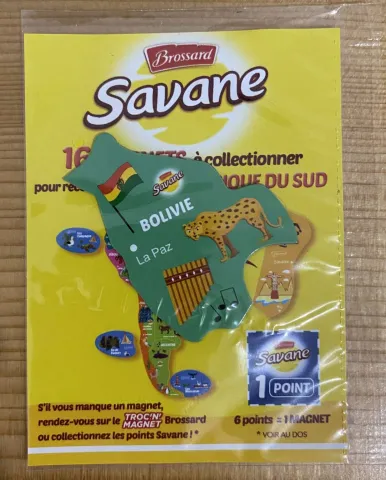 Brossard
Savane
16 à collectionner
pour DU SUD
Savane
BOLIVIE
La Paz
Savane
1 POINT
S'il vous manque un magnet,
rendez-vous sur le TROC'N' MAGNET Brossard
ou collectionnez les points Savane ! *
6 points = 1 MAGNET
* VOIR AU DOS